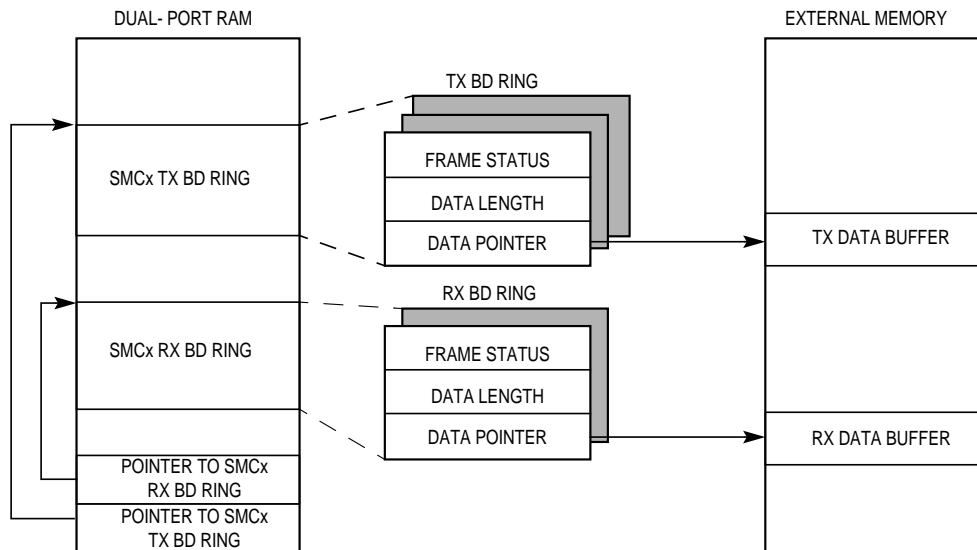 DUAL- PORT RAM
EXTERNAL MEMORY
TX BD RING
SMCx TX BD RING
FRAME STATUS
DATA LENGTH
DATA POINTER
TX DATA BUFFER
RX BD RING
SMCx RX BD RING
FRAME STATUS
DATA LENGTH
DATA POINTER
RX DATA BUFFER
POINTER TO SMCx
RX BD RING
POINTER TO SMCx
TX BD RING